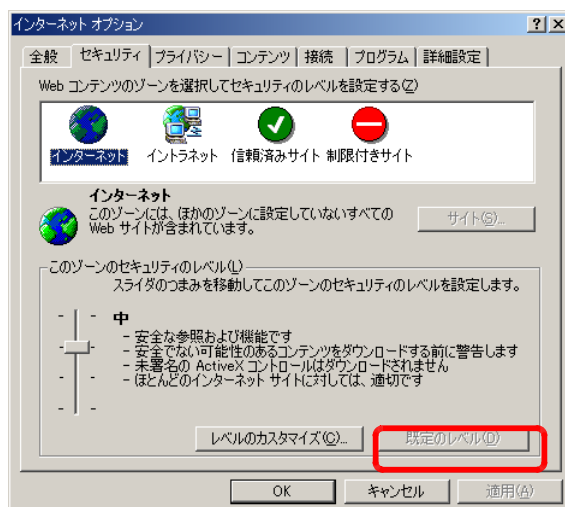 インターネット オプション
全般 セキュリティ プライバシー コンテンツ 接続 プログラム 詳細設定
Web コンテンツのゾーンを選択してセキュリティのレベルを設定する(Z)
インターネット イントラネット 信頼済みサイト 制限付きサイト
インターネット
このゾーンには、ほかのゾーンに設定していないすべての
Web サイトが含まれています。
サイト(S)...
このゾーンのセキュリティのレベル(L)
スライダのつまみを移動してこのゾーンのセキュリティのレベルを設定します。
中
- 安全な参照および機能です
- 安全でない可能性のあるコンテンツをダウンロードする前に警告します
- 未署名の ActiveX コントロールはダウンロードされません
- ほとんどのインターネット サイトに対しては、適切です
レベルのカスタマイズ(C)... 既定のレベル(D)
OK キャンセル 適用(A)